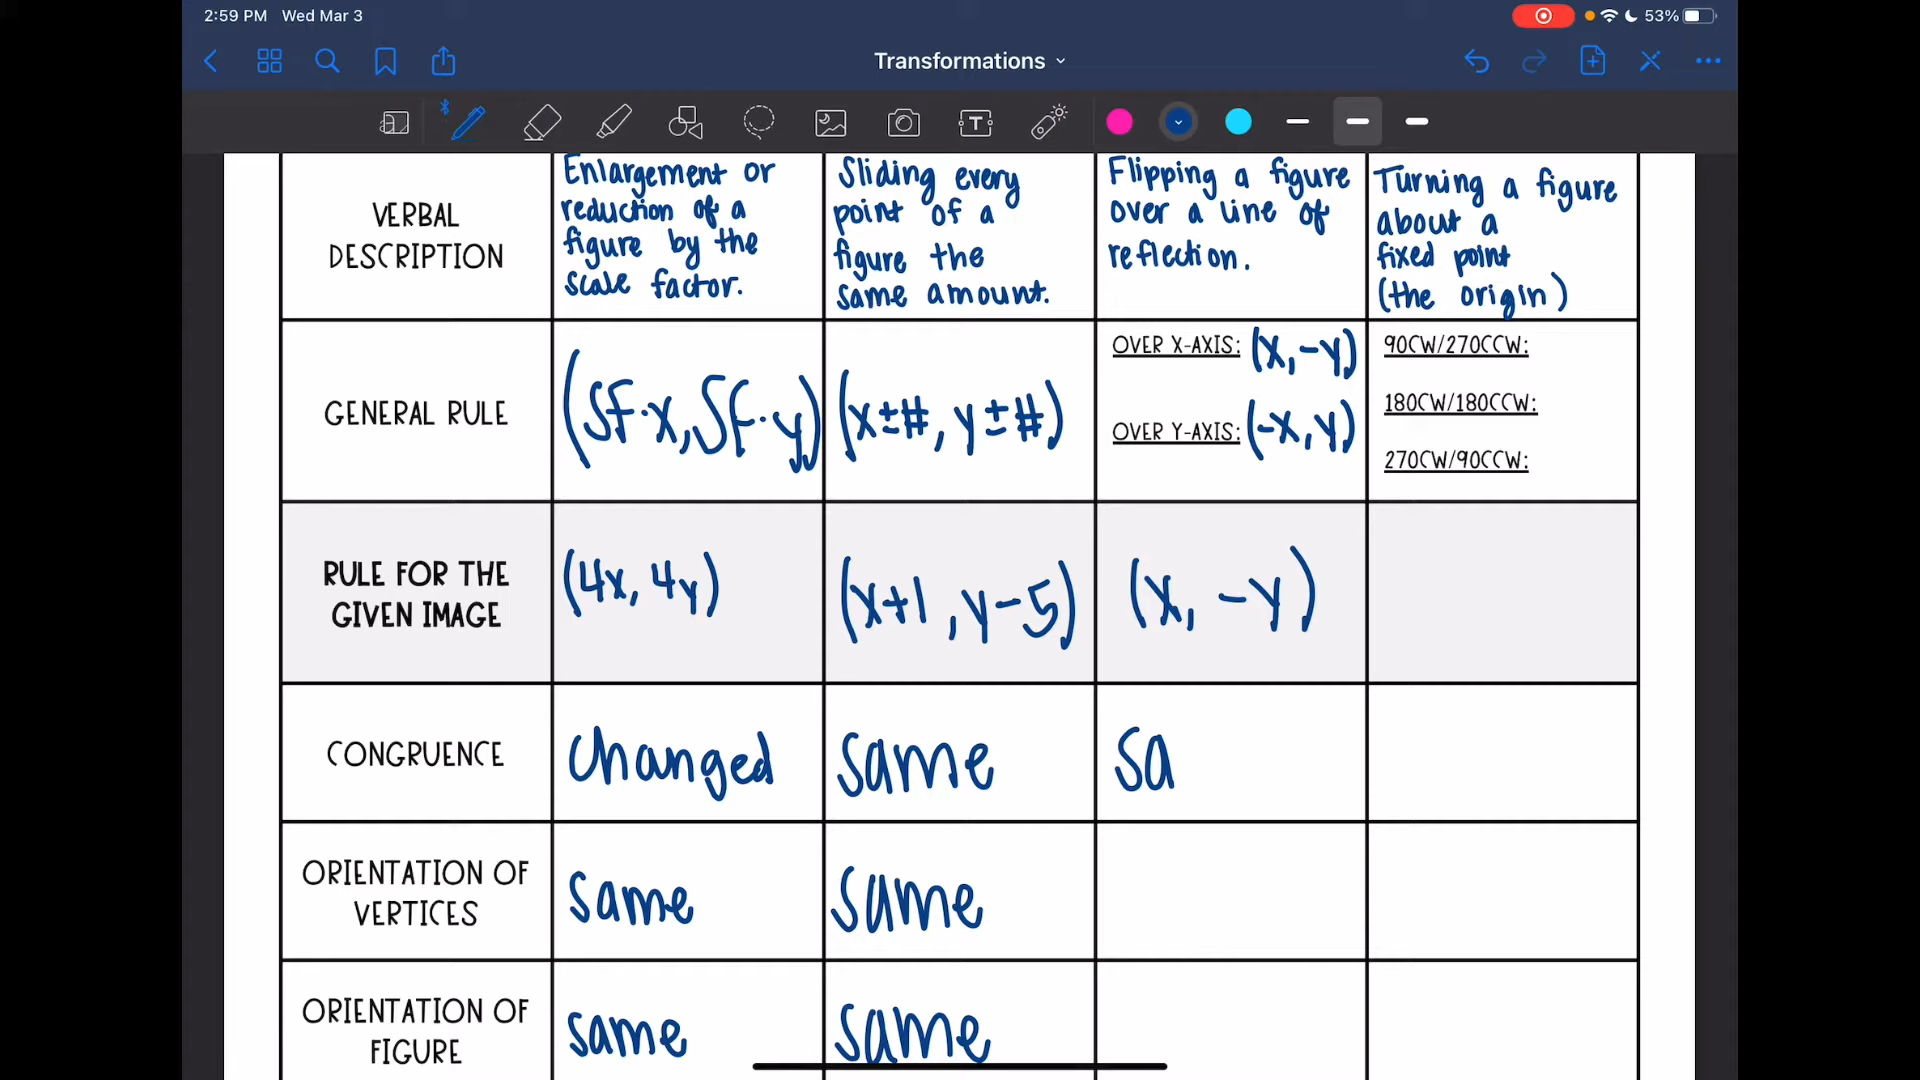 2:59 PM Wed Mar 3
53%
Transformations
T
VERBAL
DESCRIPTION
Enlargement or
reduction of a
figure by the
scale factor.
Sliding every
point of a
figure the
same amount.
Flipping a figure
over a line of
reflection.
Turning a figure
about a
fixed point
(the origin)
GENERAL RULE
(Sf·x, Sf·y)
(x±#, y±#)
OVER X-AXIS: (x, -y)
OVER Y-AXIS: (-x, y)
90CW/270CCW:
180CW/180CCW:
270CW/90CCW:
RULE FOR THE
GIVEN IMAGE
(4x, 4y)
(x+1, y-5)
(x, -y)
CONGRUENCE
changed
same
sa
ORIENTATION OF
VERTICES
same
same
ORIENTATION OF
FIGURE
same
same